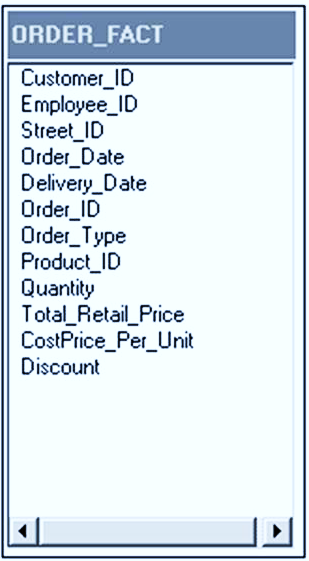 ORDER_FACT
Customer_ID
Employee_ID
Street_ID
Order_Date
Delivery_Date
Order_ID
Order_Type
Product_ID
Quantity
Total_Retail_Price
CostPrice_Per_Unit
Discount